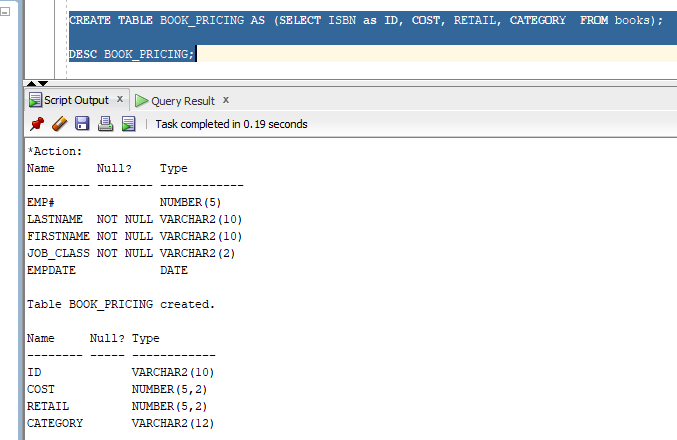 CREATE TABLE BOOK_PRICING AS (SELECT ISBN as ID, COST, RETAIL, CATEGORY  FROM books);
DESC BOOK_PRICING;
Script Output x Query Result x
Task completed in 0.19 seconds
*Action:
Name      Null?    Type
--------- -------- ------------
EMP#               NUMBER(5)
LASTNAME  NOT NULL VARCHAR2(10)
FIRSTNAME NOT NULL VARCHAR2(10)
JOB_CLASS NOT NULL VARCHAR2(2)
EMPDATE            DATE
Table BOOK_PRICING created.
Name     Null? Type
-------- ----- ------------
ID             VARCHAR2(10)
COST           NUMBER(5,2)
RETAIL         NUMBER(5,2)
CATEGORY       VARCHAR2(12)